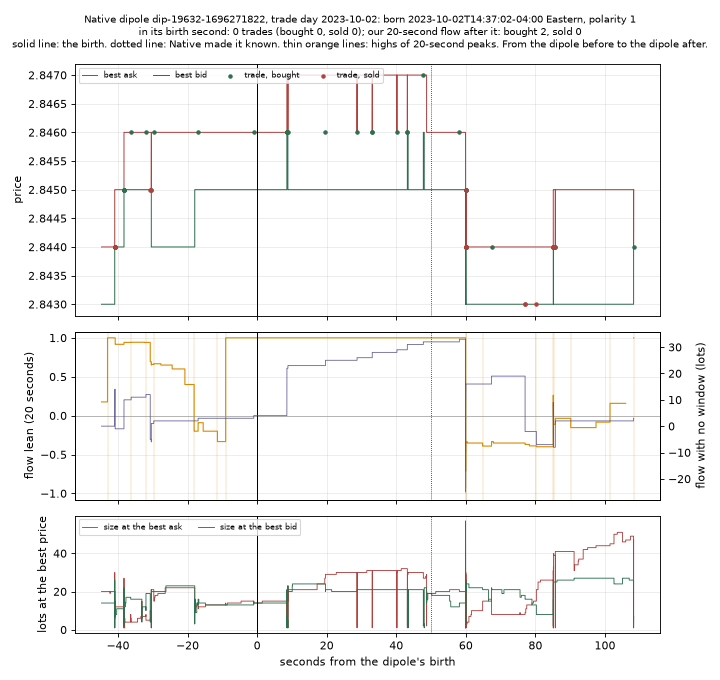 Native dipole dip-19632-1696271822, trade day 2023-10-02: born 2023-10-02T14:37:02-04:00 Eastern, polarity 1
in its birth second: 0 trades (bought 0, sold 0); our 20-second flow after it: bought 2, sold 0
solid line: the birth. dotted line: Native made it known. thin orange lines: highs of 20-second peaks. From the dipole before to the dipole after.
best ask
best bid
trade, bought
trade, sold
2.8470
2.8465
2.8460
2.8455
2.8450
2.8445
2.8440
2.8435
2.8430
price
1.0
0.5
0.0
−0.5
−1.0
flow lean (20 seconds)
30
20
10
0
−10
−20
flow with no window (lots)
size at the best ask
size at the best bid
40
20
0
lots at the best price
−40
−20
0
20
40
60
80
100
seconds from the dipole's birth